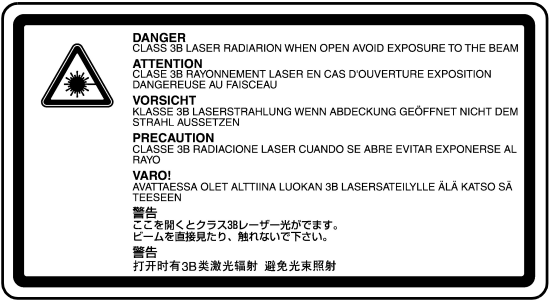 DANGER
CLASS 3B LASER RADIARION WHEN OPEN AVOID EXPOSURE TO THE BEAM
ATTENTION
CLASE 3B RAYONNEMENT LASER EN CAS D'OUVERTURE EXPOSITION
DANGEREUSE AU FAISCEAU
VORSICHT
KLASSE 3B LASERSTRAHLUNG WENN ABDECKUNG GEÖFFNET NICHT DEM
STRAHL AUSSETZEN
PRECAUTION
CLASSE 3B RADIACIONE LASER CUANDO SE ABRE EVITAR EXPONERSE AL
RAYO
VARO!
AVATTAESSA OLET ALTTIINA LUOKAN 3B LASERSATEILYLLE ÄLÄ KATSO SÄ
TEESEEN
警告
ここを開くとクラス3Bレーザー光がでます。
ビームを直接見たり、触れないで下さい。
警告
打开时有3B类激光辐射 避免光束照射